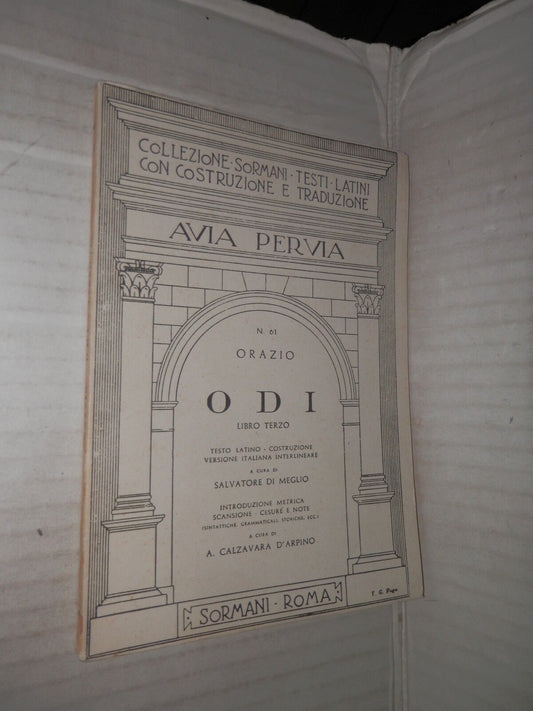 COLLEZIONE·SORMANI·TESTI·LATINI
CON COSTRUZIONE E TRADUZIONE
AVIA PERVIA
N. 61
ORAZIO
ODI
LIBRO TERZO
TESTO LATINO - COSTRUZIONE
VERSIONE ITALIANA INTERLINEARE
A CURA DI
SALVATORE DI MEGLIO
INTRODUZIONE METRICA
SCANSIONE - CESURE E NOTE
(SINTATTICHE, GRAMMATICALI, STORICHE, ECC.)
A CURA DI
A. CALZAVARA D'ARPINO
SORMANI - ROMA